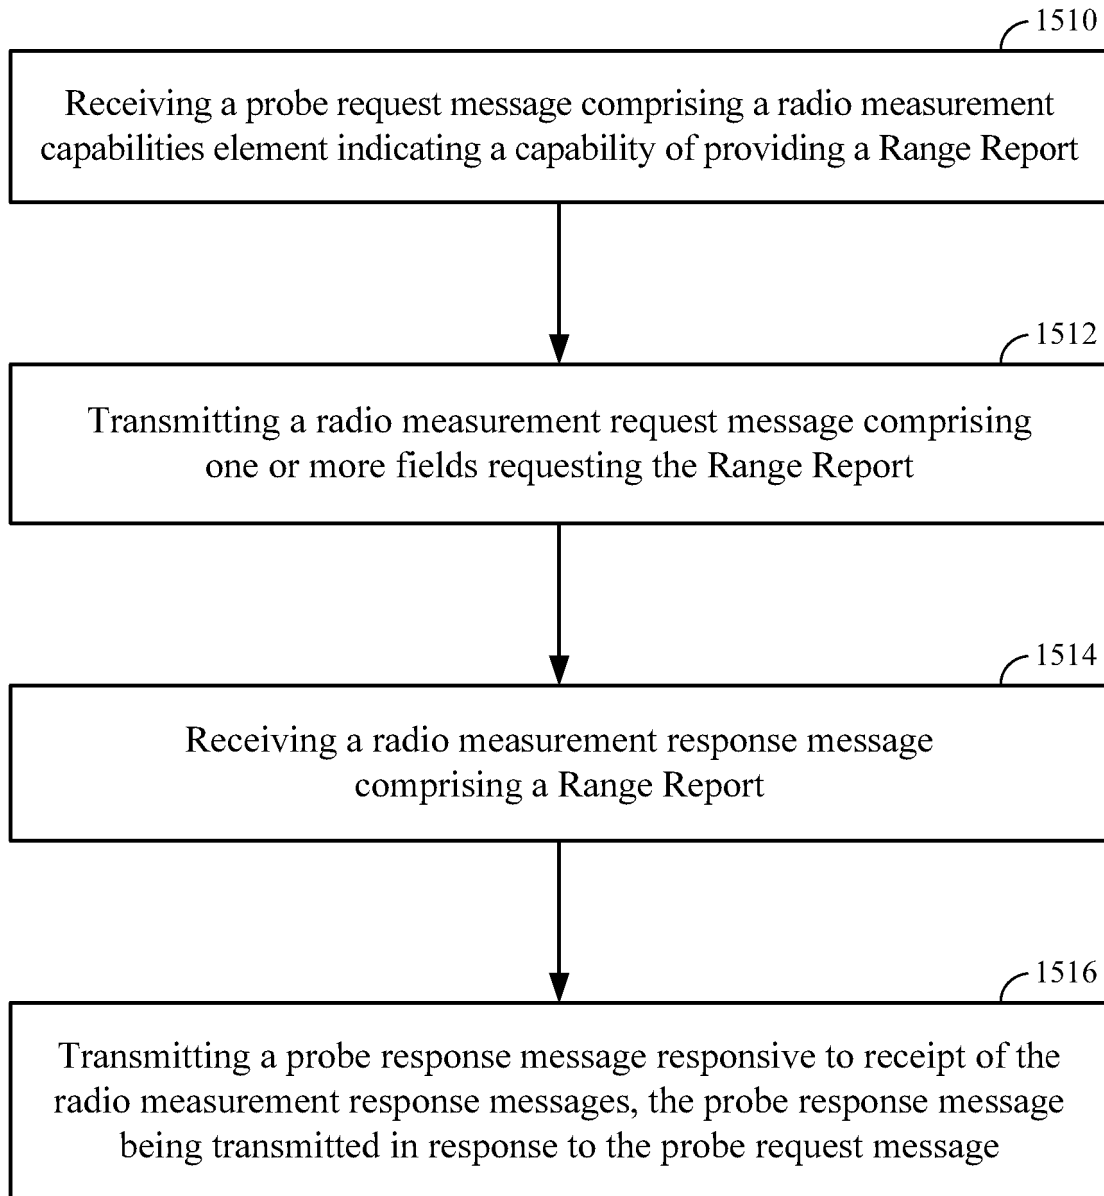 1510
Receiving a probe request message comprising a radio measurement
capabilities element indicating a capability of providing a Range Report
1512
Transmitting a radio measurement request message comprising
one or more fields requesting the Range Report
1514
Receiving a radio measurement response message
comprising a Range Report
1516
Transmitting a probe response message responsive to receipt of the
radio measurement response messages, the probe response message
being transmitted in response to the probe request message